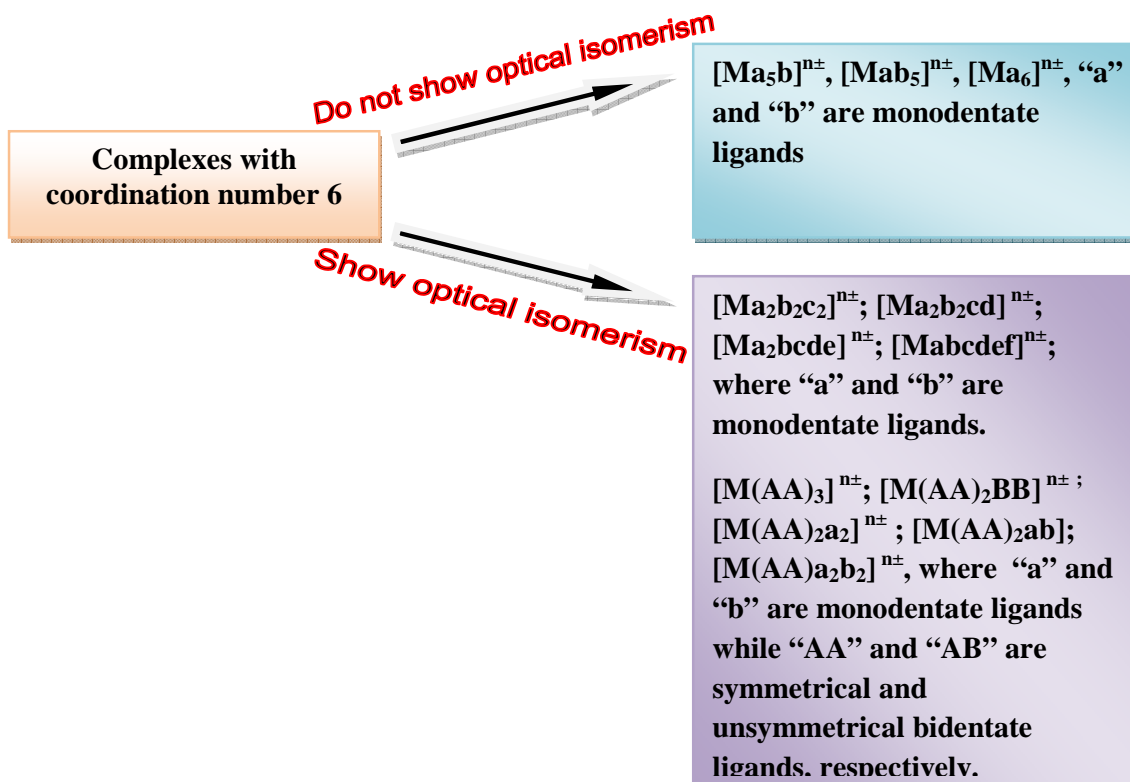 Do not show optical isomerism
[Ma₅b]ⁿ±, [Mab₅]ⁿ±, [Ma₆]ⁿ±, “a”
and “b” are monodentate
ligands
Complexes with
coordination number 6
Show optical isomerism
[Ma₂b₂c₂]ⁿ±; [Ma₂b₂cd] ⁿ±;
[Ma₂bcde] ⁿ±; [Mabcdef]ⁿ±;
where “a” and “b” are
monodentate ligands.
[M(AA)₃] ⁿ±; [M(AA)₂BB] ⁿ± ;
[M(AA)₂a₂] ⁿ± ; [M(AA)₂ab];
[M(AA)a₂b₂] ⁿ±, where “a” and
“b” are monodentate ligands
while “AA” and “AB” are
symmetrical and
unsymmetrical bidentate
ligands, respectively.